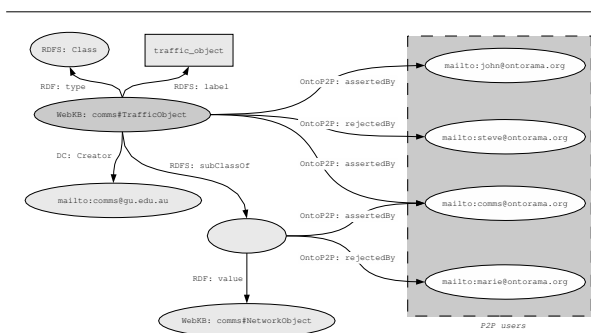 RDFS: Class
traffic_object
mailto:john@ontorama.org
RDF: type
RDFS: label
OntoP2P: assertedBy
WebKB: comms#TrafficObject
OntoP2P: rejectedBy
mailto:steve@ontorama.org
DC: Creator
RDFS: subClassOf
OntoP2P: assertedBy
mailto:comms@gu.edu.au
OntoP2P: assertedBy
mailto:comms@ontorama.org
OntoP2P: rejectedBy
RDF: value
mailto:marie@ontorama.org
WebKB: comms#NetworkObject
P2P users